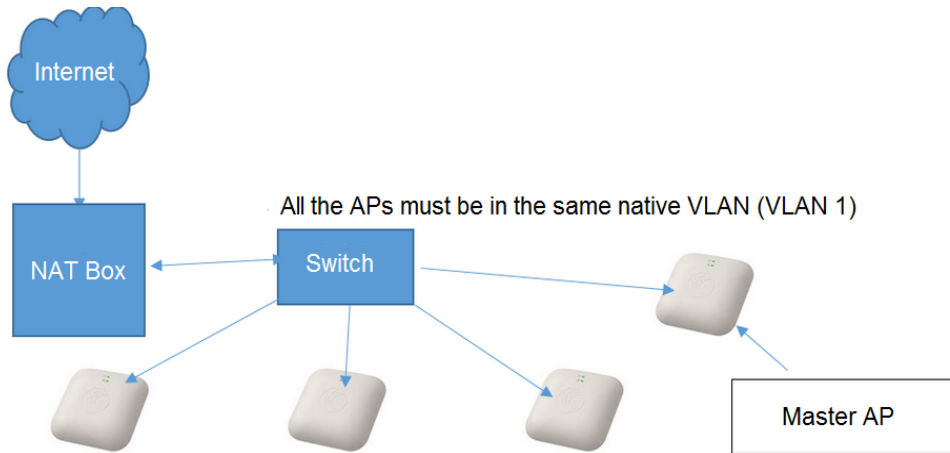 Internet
All the APs must be in the same native VLAN (VLAN 1)
NAT Box
Switch
Master AP